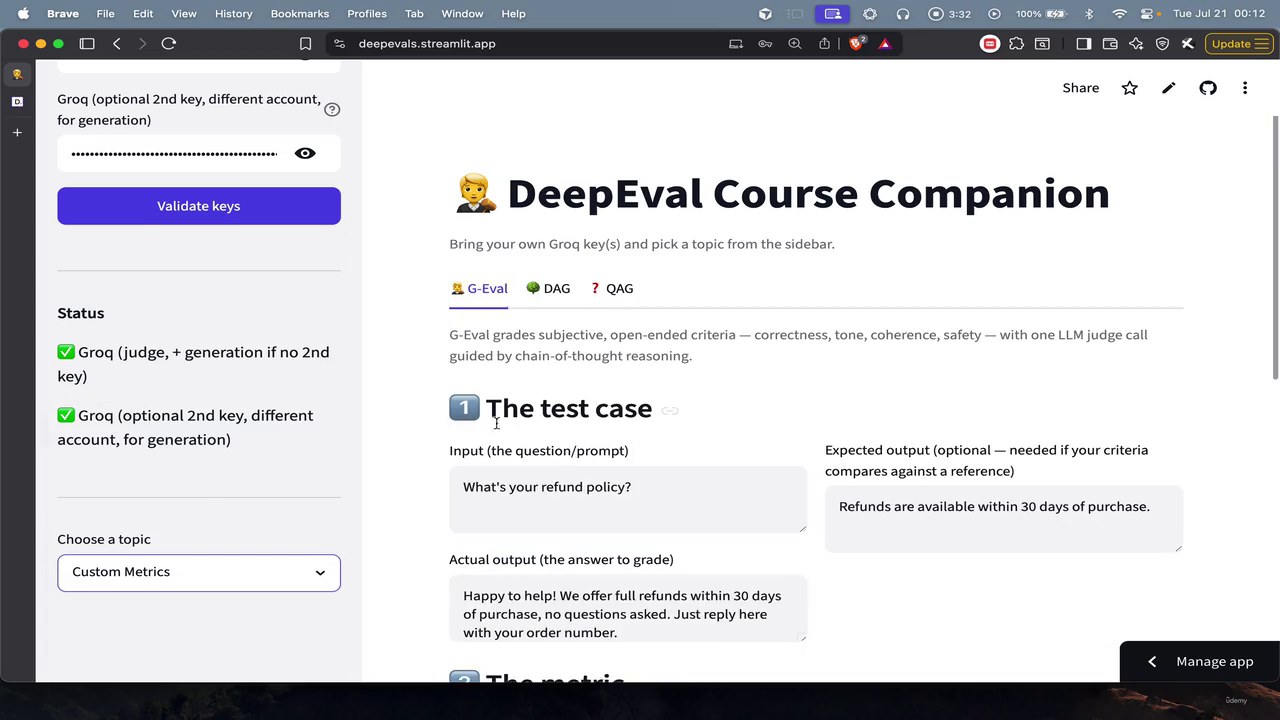 Brave File Edit View History Bookmarks Profiles Tab Window Help 3:32 100% Tue Jul 21 00:12
deepevals.streamlit.app 2 Update
Groq (optional 2nd key, different account,
for generation)
••••••••••••••••••••••••••••••••••••••••••••
Validate keys
Status
✅ Groq (judge, + generation if no 2nd
key)
✅ Groq (optional 2nd key, different
account, for generation)
Choose a topic
Custom Metrics
Share
DeepEval Course Companion
Bring your own Groq key(s) and pick a topic from the sidebar.
G-Eval DAG ❓ QAG
G-Eval grades subjective, open-ended criteria — correctness, tone, coherence, safety — with one LLM judge call
guided by chain-of-thought reasoning.
1 The test case
Input (the question/prompt)
What's your refund policy?
Expected output (optional — needed if your criteria
compares against a reference)
Refunds are available within 30 days of purchase.
Actual output (the answer to grade)
Happy to help! We offer full refunds within 30 days
of purchase, no questions asked. Just reply here
with your order number.
2 The metric
Manage app
udemy